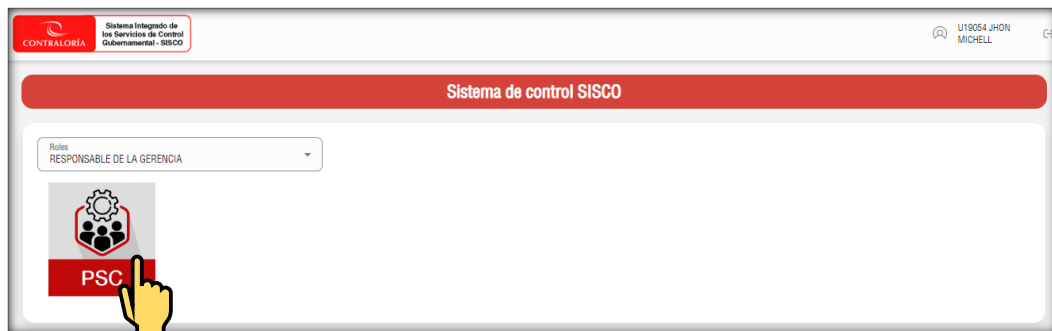 CONTRALORÍA
Sistema Integrado de
los Servicios de Control
Gubernamental - SISCO
U19054 JHON
MICHELL
Sistema de control SISCO
Roles
RESPONSABLE DE LA GERENCIA
PSC